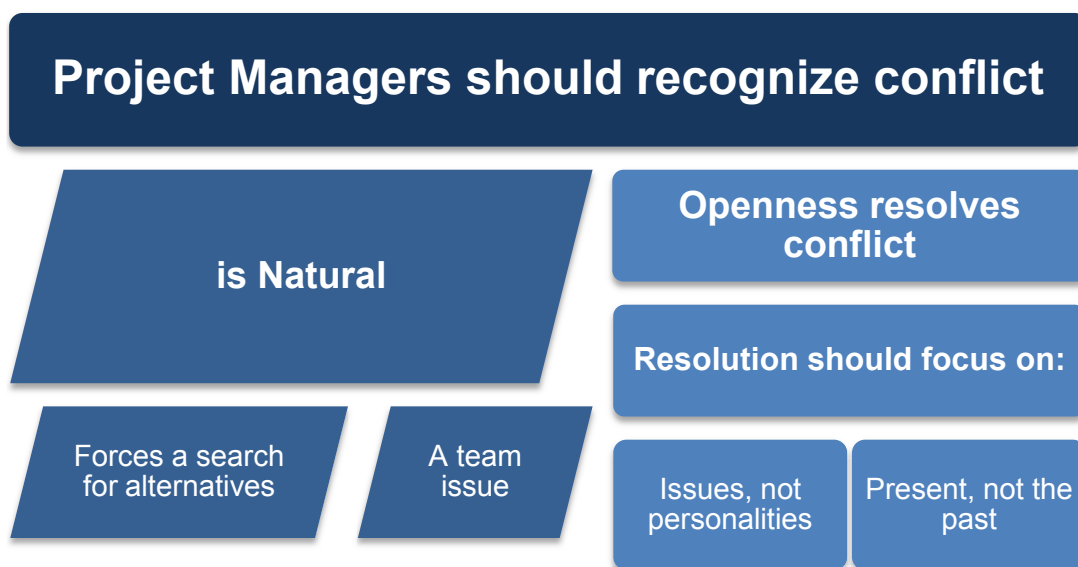 Project Managers should recognize conflict
is Natural
Forces a search
for alternatives
A team
issue
Openness resolves
conflict
Resolution should focus on:
Issues, not
personalities
Present, not the
past